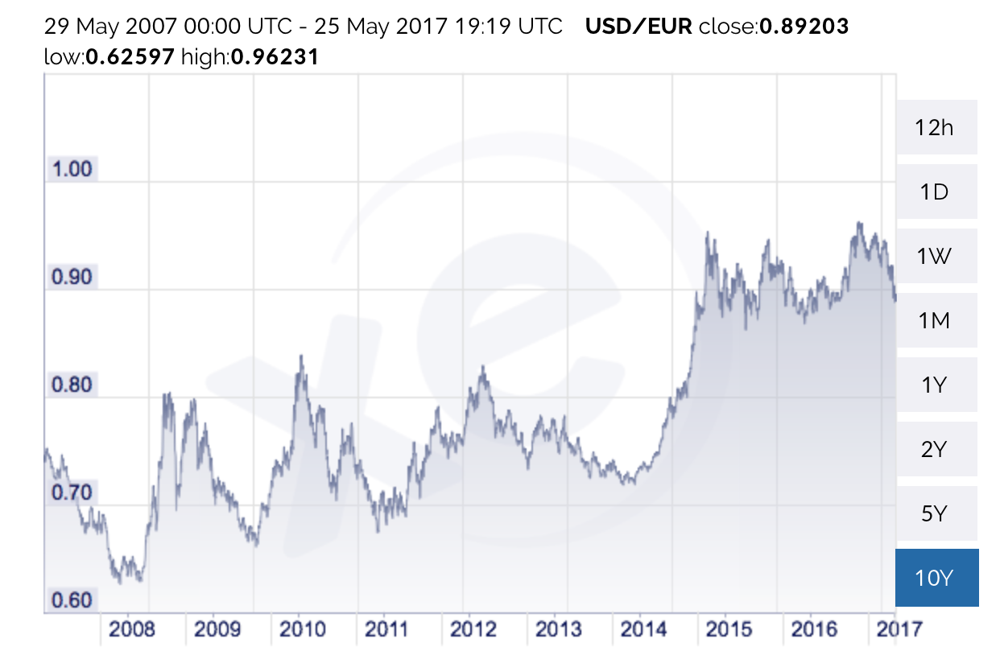 29 May 2007 00:00 UTC - 25 May 2017 19:19 UTC USD/EUR close:0.89203
low:0.62597 high:0.96231
12h
1.00
1D
1W
0.90
1M
0.80
1Y
2Y
0.70
5Y
10Y
0.60
2008 2009 2010 2011 2012 2013 2014 2015 2016 2017
xe